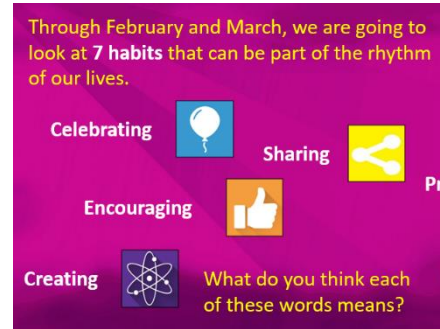 Through February and March, we are going to
look at 7 habits that can be part of the rhythm
of our lives.
Celebrating
Sharing
Encouraging
Creating
What do you think each
of these words means?